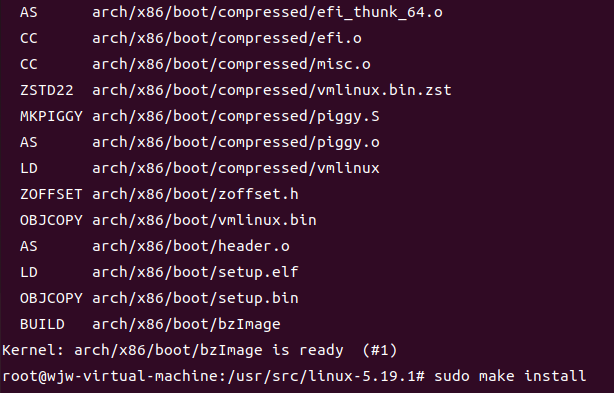 AS      arch/x86/boot/compressed/efi_thunk_64.o
CC      arch/x86/boot/compressed/efi.o
CC      arch/x86/boot/compressed/misc.o
ZSTD22  arch/x86/boot/compressed/vmlinux.bin.zst
MKPIGGY arch/x86/boot/compressed/piggy.S
AS      arch/x86/boot/compressed/piggy.o
LD      arch/x86/boot/compressed/vmlinux
ZOFFSET arch/x86/boot/zoffset.h
OBJCOPY arch/x86/boot/vmlinux.bin
AS      arch/x86/boot/header.o
LD      arch/x86/boot/setup.elf
OBJCOPY arch/x86/boot/setup.bin
BUILD   arch/x86/boot/bzImage
Kernel: arch/x86/boot/bzImage is ready  (#1)
root@wjw-virtual-machine:/usr/src/linux-5.19.1# sudo make install